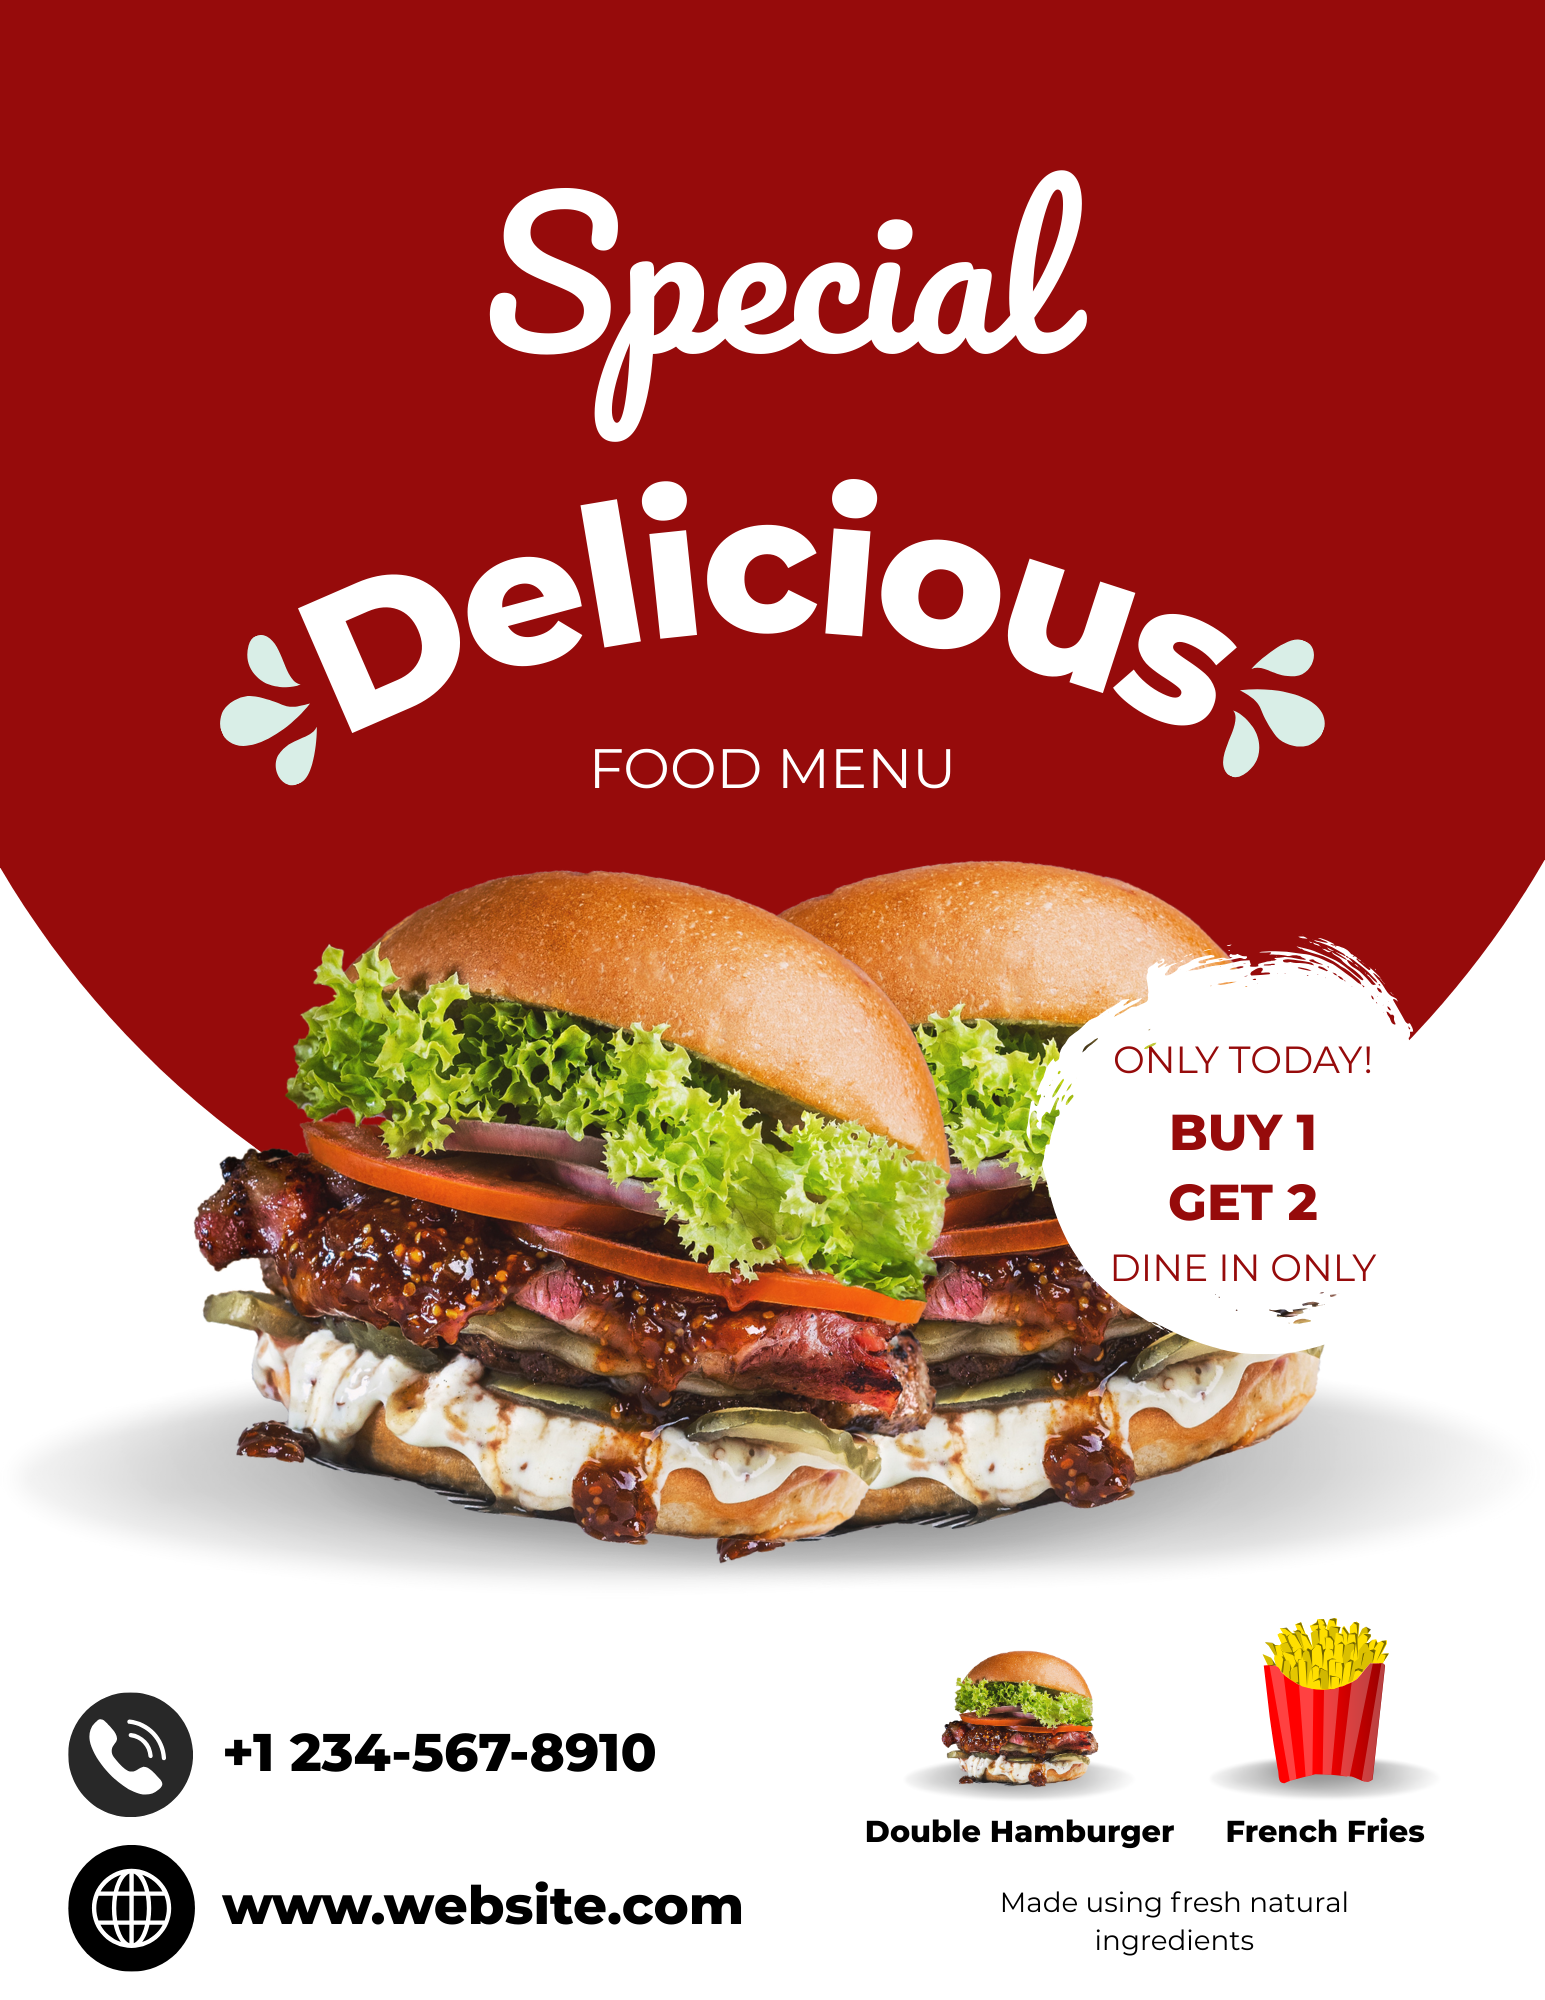 Special
Delicious
FOOD MENU
ONLY TODAY!
BUY 1
GET 2
DINE IN ONLY
+1 234-567-8910
www.website.com
Double Hamburger
French Fries
Made using fresh natural
ingredients